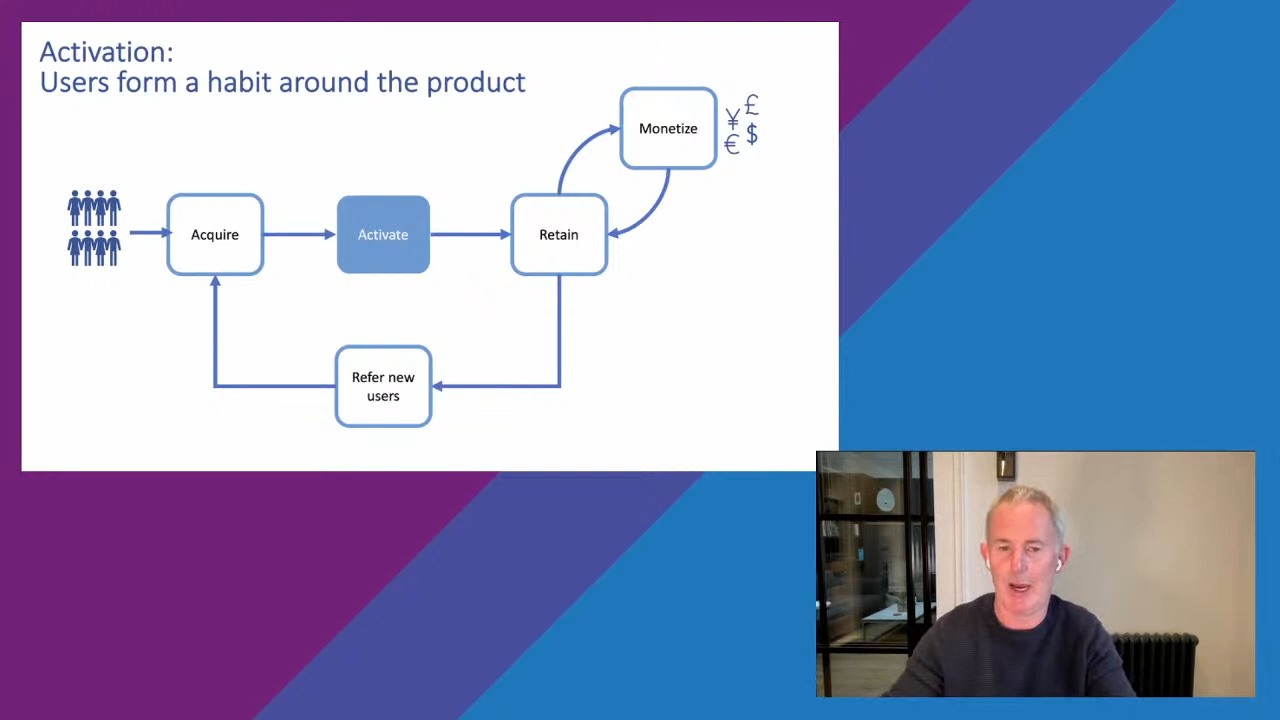 Activation:
Users form a habit around the product
Monetize
¥ £
€ $
Acquire
Activate
Retain
Refer new
users